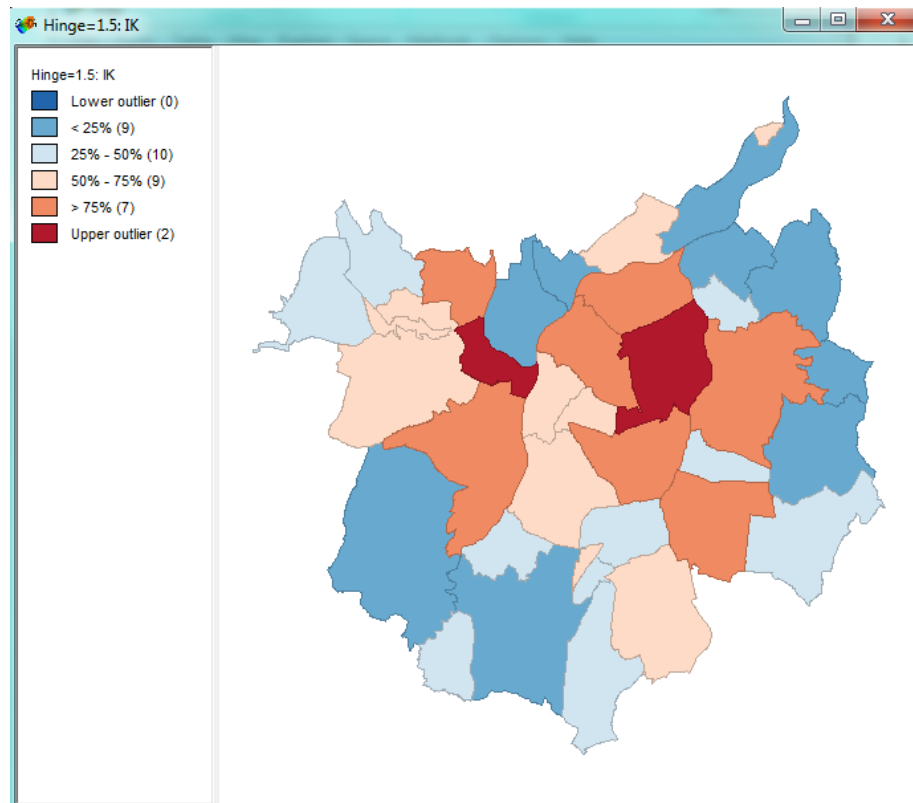 Hinge=1.5: IK
Hinge=1.5: IK
Lower outlier (0)
< 25% (9)
25% - 50% (10)
50% - 75% (9)
> 75% (7)
Upper outlier (2)